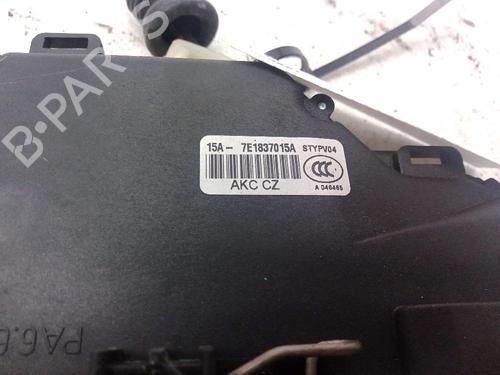 15A- 7E1837015A STYPV04
AKC CZ
CCC
A 046465
PA6.6
B-PARTS